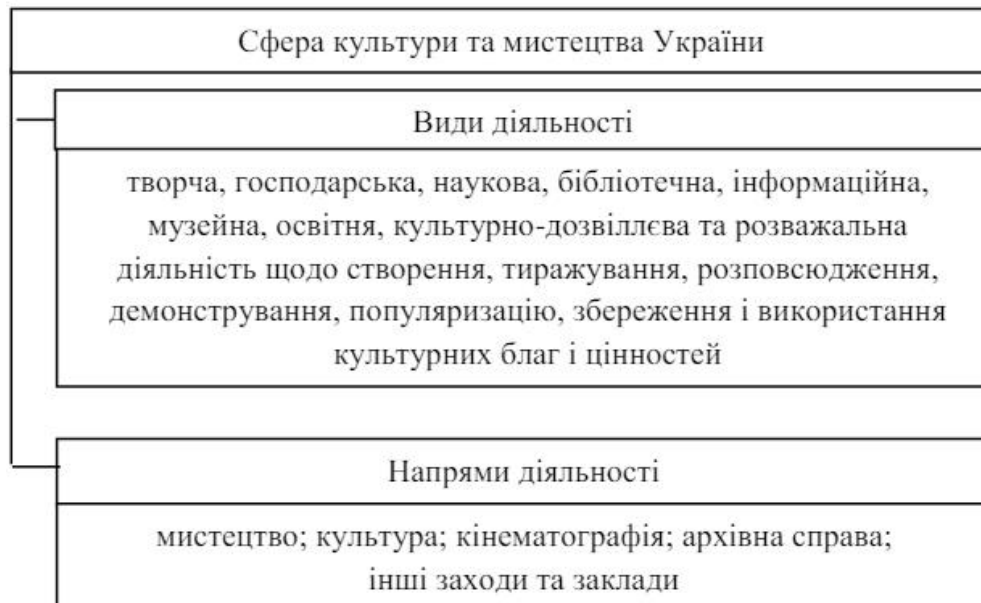 Сфера культури та мистецтва України
Види діяльності
творча, господарська, наукова, бібліотечна, інформаційна,
музейна, освітня, культурно-дозвіллєва та розважальна
діяльність щодо створення, тиражування, розповсюдження,
демонстрування, популяризацію, збереження і використання
культурних благ і цінностей
Напрями діяльності
мистецтво; культура; кінематографія; архівна справа;
інші заходи та заклади